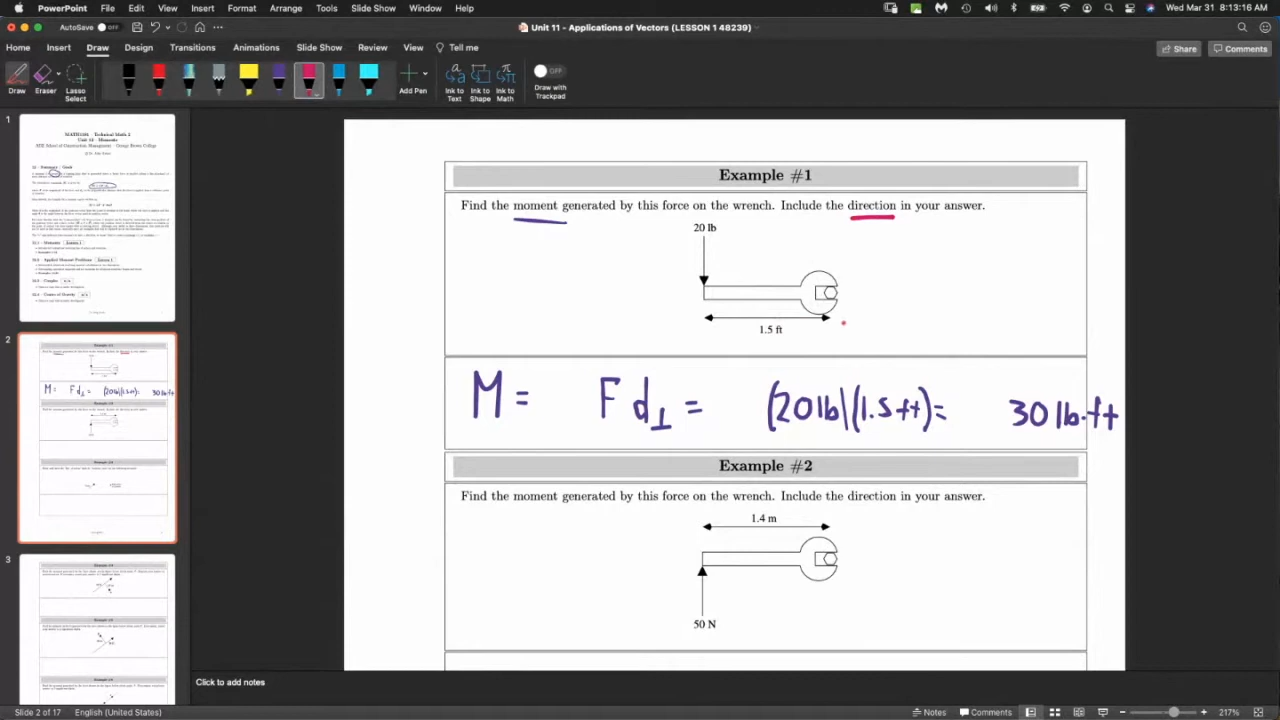 PowerPoint File Edit View Insert Format Arrange Tools Slide Show Window Help Wed Mar 31 8:13:16 AM
AutoSave OFF Unit 11 - Applications of Vectors (LESSON 1 48239)
Home Insert Draw Design Transitions Animations Slide Show Review View Tell me Share Comments
Draw Eraser Lasso Select Add Pen Ink to Text Ink to Shape Ink to Math OFF Draw with Trackpad
1
2
3
Example #1
Find the moment generated by this force on the wrench. Include the direction in your answer.
20 lb
1.5 ft
M = F d⊥ = (20 lb)(1.5 ft) = 30 lb·ft
Example #2
Find the moment generated by this force on the wrench. Include the direction in your answer.
1.4 m
50 N
Click to add notes
Slide 2 of 17 English (United States) Notes Comments 217%